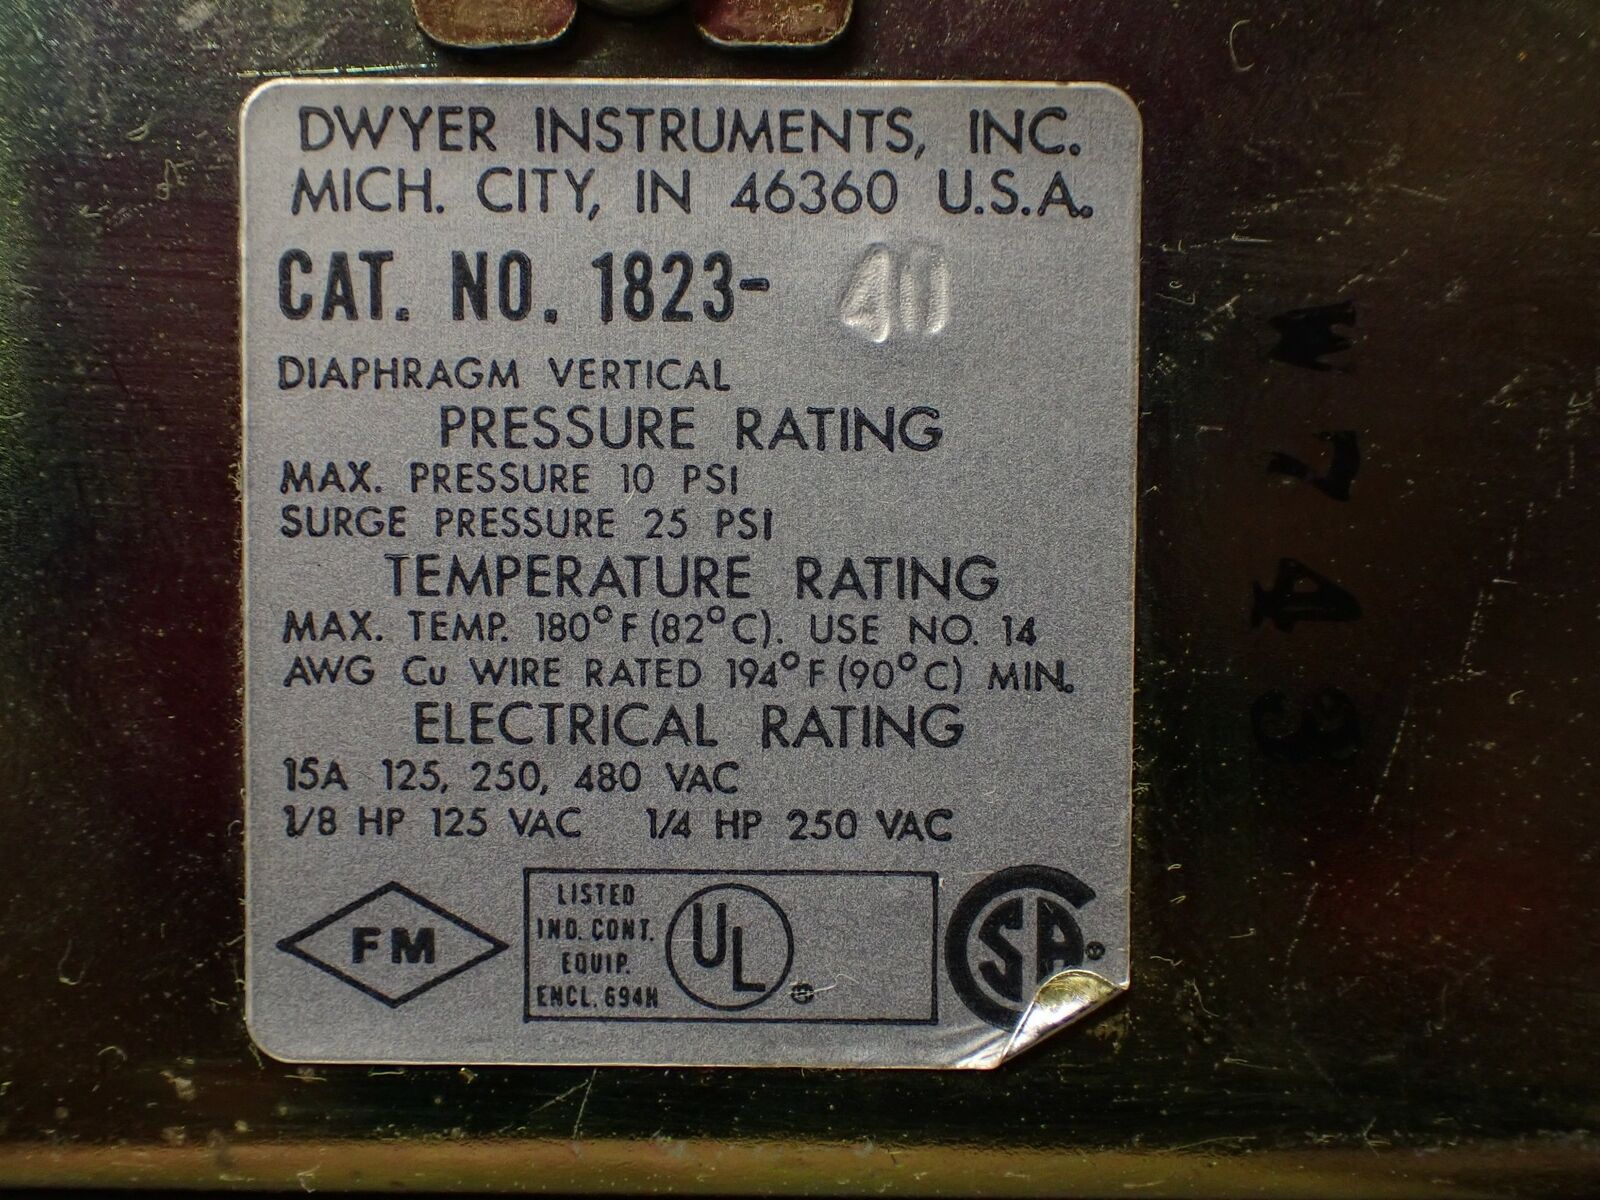 DWYER INSTRUMENTS, INC.
MICH. CITY, IN 46360 U.S.A.
CAT. NO. 1823- 40
DIAPHRAGM VERTICAL
PRESSURE RATING
MAX. PRESSURE 10 PSI
SURGE PRESSURE 25 PSI
TEMPERATURE RATING
MAX. TEMP. 180°F (82°C). USE NO. 14
AWG Cu WIRE RATED 194°F (90°C) MIN.
ELECTRICAL RATING
15A 125, 250, 480 VAC
1/8 HP 125 VAC 1/4 HP 250 VAC
FM
LISTED
IND. CONT.
EQUIP.
ENCL. 694H
UL ®
SA ®
W743